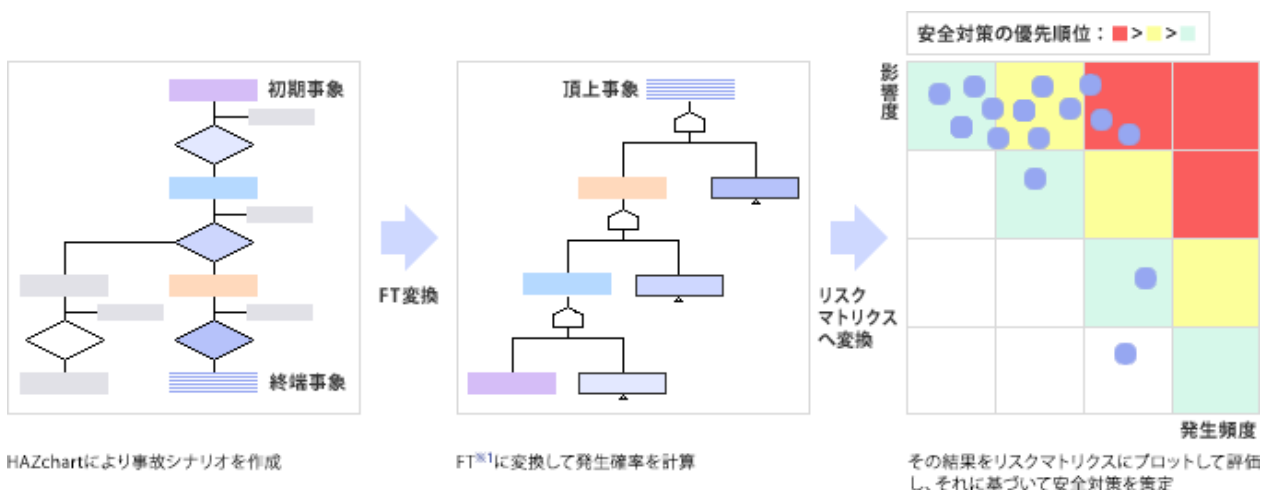 安全対策の優先順位：■>■>■
初期事象
終端事象
HAZchartにより事故シナリオを作成
FT変換
頂上事象
FT※1に変換して発生確率を計算
リスク
マトリクス
へ変換
影響度
発生頻度
その結果をリスクマトリクスにプロットして評価
し、それに基づいて安全対策を策定